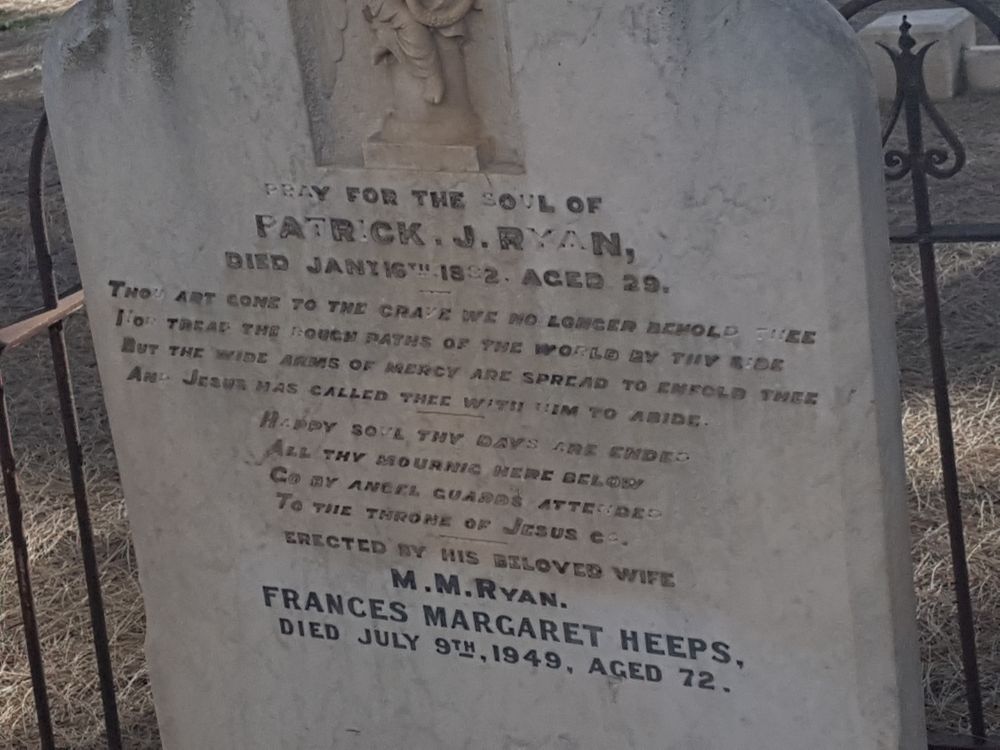 PRAY FOR THE SOUL OF
PATRICK. J. RYAN,
DIED JANY. 16TH. 1892. AGED 29.
THOU ART GONE TO THE GRAVE WE NO LONGER BEHOLD THEE
NOR TREAD THE ROUGH PATHS OF THE WORLD BY THY SIDE
BUT THE WIDE ARMS OF MERCY ARE SPREAD TO ENFOLD THEE
AND JESUS HAS CALLED THEE WITH HIM TO ABIDE.
HAPPY SOUL THY DAYS ARE ENDED
ALL THY MOURNIG HERE BELOW
GO BY ANGEL GUARDS ATTENDED
TO THE THRONE OF JESUS GO.
ERECTED BY HIS BELOVED WIFE
M.M. RYAN.
FRANCES MARGARET HEEPS,
DIED JULY 9TH, 1949, AGED 72.